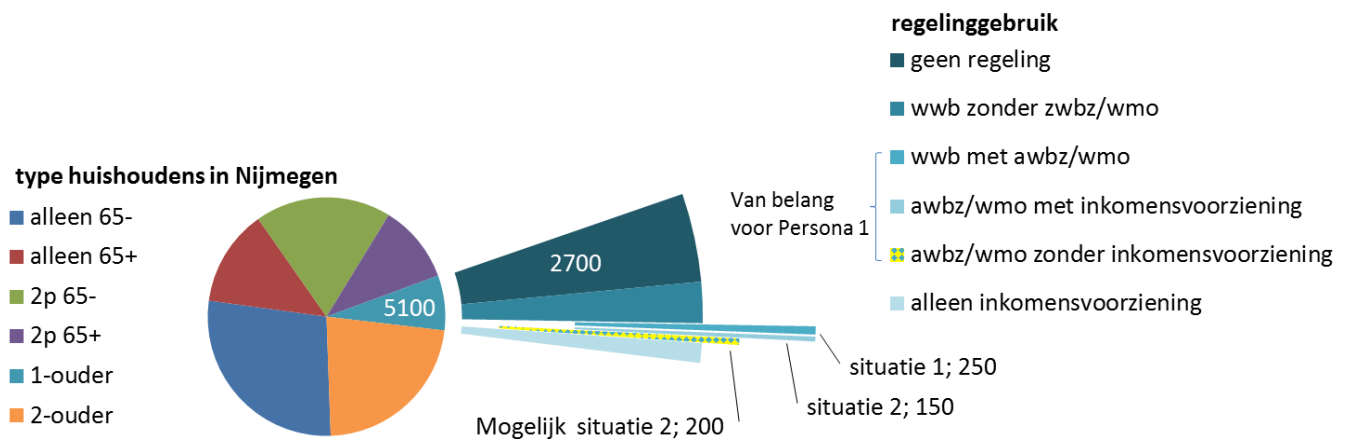 type huishoudens in Nijmegen
alleen 65-
alleen 65+
2p 65-
2p 65+
1-ouder
2-ouder
5100
2700
regelinggebruik
geen regeling
wwb zonder zwbz/wmo
wwb met awbz/wmo
awbz/wmo met inkomensvoorziening
awbz/wmo zonder inkomensvoorziening
alleen inkomensvoorziening
Van belang
voor Persona 1
situatie 1; 250
situatie 2; 150
Mogelijk situatie 2; 200